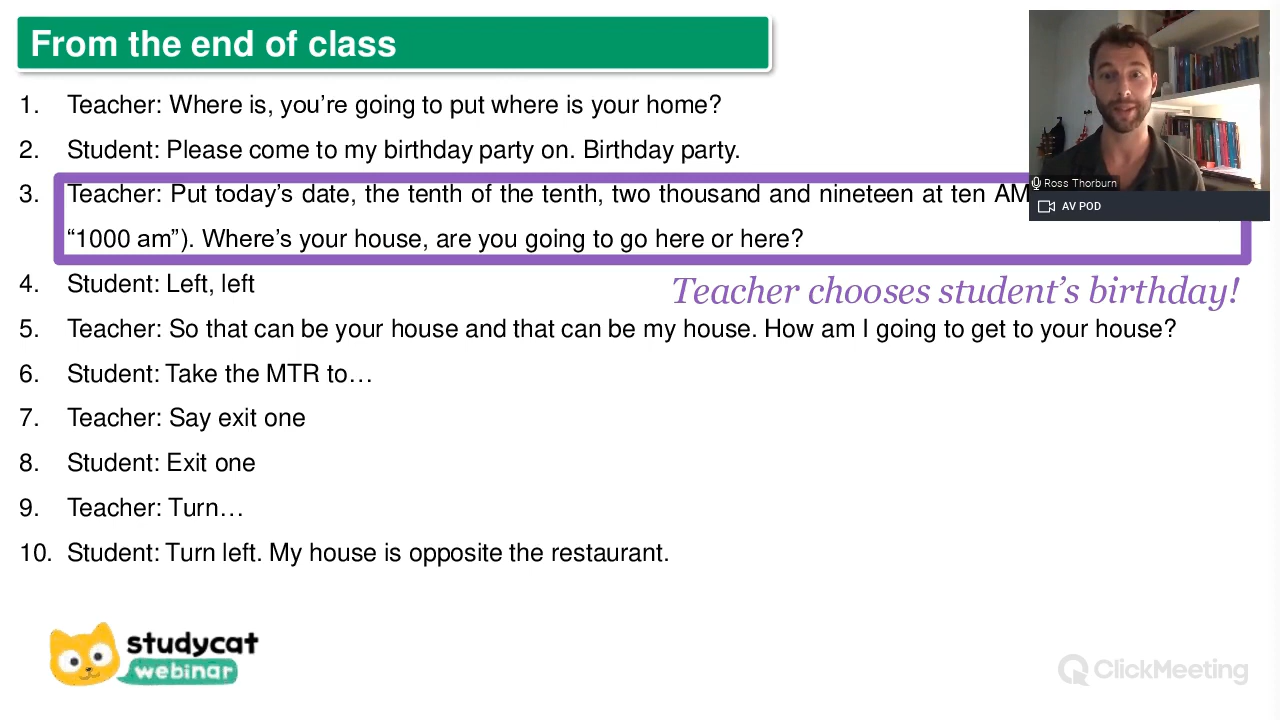 From the end of class
1. Teacher: Where is, you're going to put where is your home?
2. Student: Please come to my birthday party on. Birthday party.
3. Teacher: Put today's date, the tenth of the tenth, two thousand and nineteen at ten AM
“1000 am”). Where's your house, are you going to go here or here?
4. Student: Left, left
Teacher chooses student's birthday!
5. Teacher: So that can be your house and that can be my house. How am I going to get to your house?
6. Student: Take the MTR to…
7. Teacher: Say exit one
8. Student: Exit one
9. Teacher: Turn…
10. Student: Turn left. My house is opposite the restaurant.
Ross Thorburn
AV POD
studycat
webinar
ClickMeeting